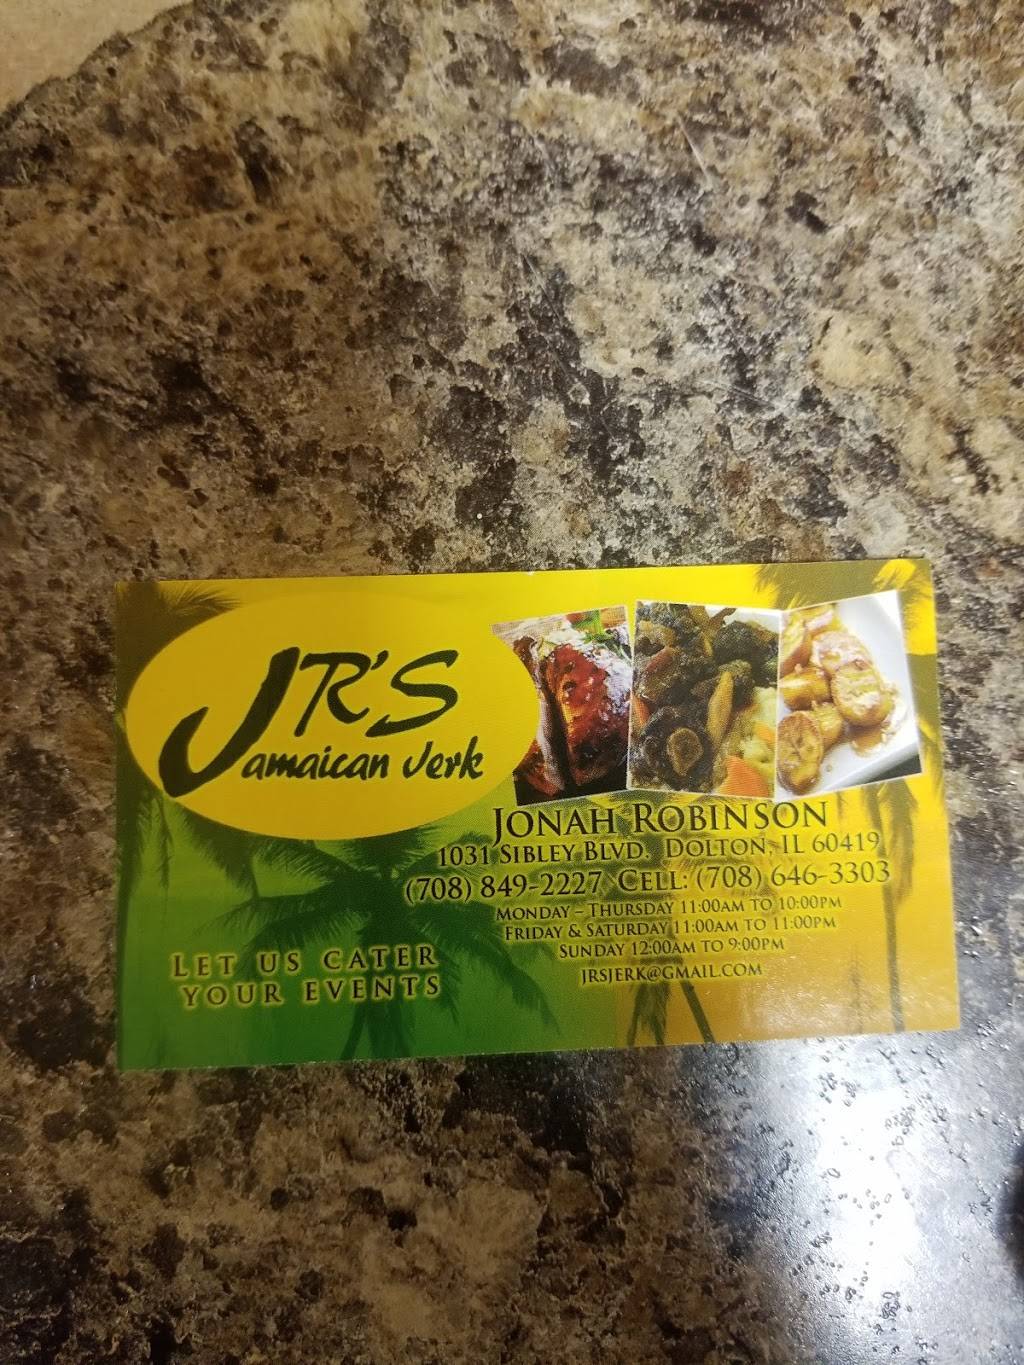 JR'S
Jamaican Jerk
JONAH ROBINSON
1031 SIBLEY BLVD. DOLTON, IL 60419
(708) 849-2227 CELL: (708) 646-3303
MONDAY – THURSDAY 11:00AM TO 10:00PM
FRIDAY & SATURDAY 11:00AM TO 11:00PM
SUNDAY 12:00AM TO 9:00PM
JRSJERK@GMAIL.COM
LET US CATER
YOUR EVENTS